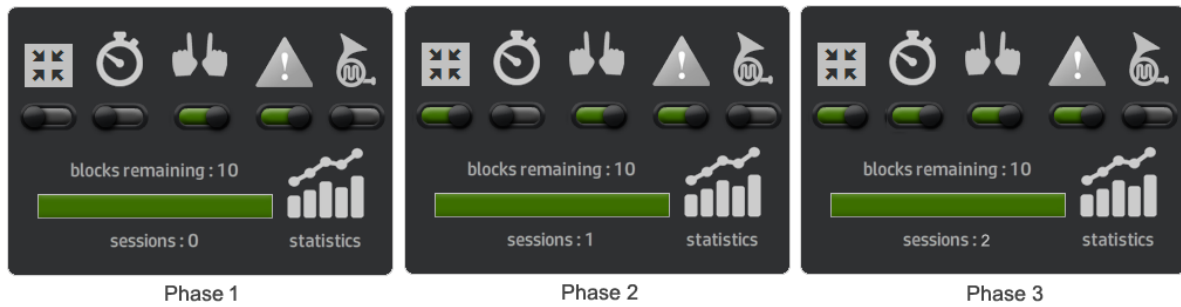 blocks remaining : 10
sessions : 0
statistics
Phase 1
blocks remaining : 10
sessions : 1
statistics
Phase 2
blocks remaining : 10
sessions : 2
statistics
Phase 3